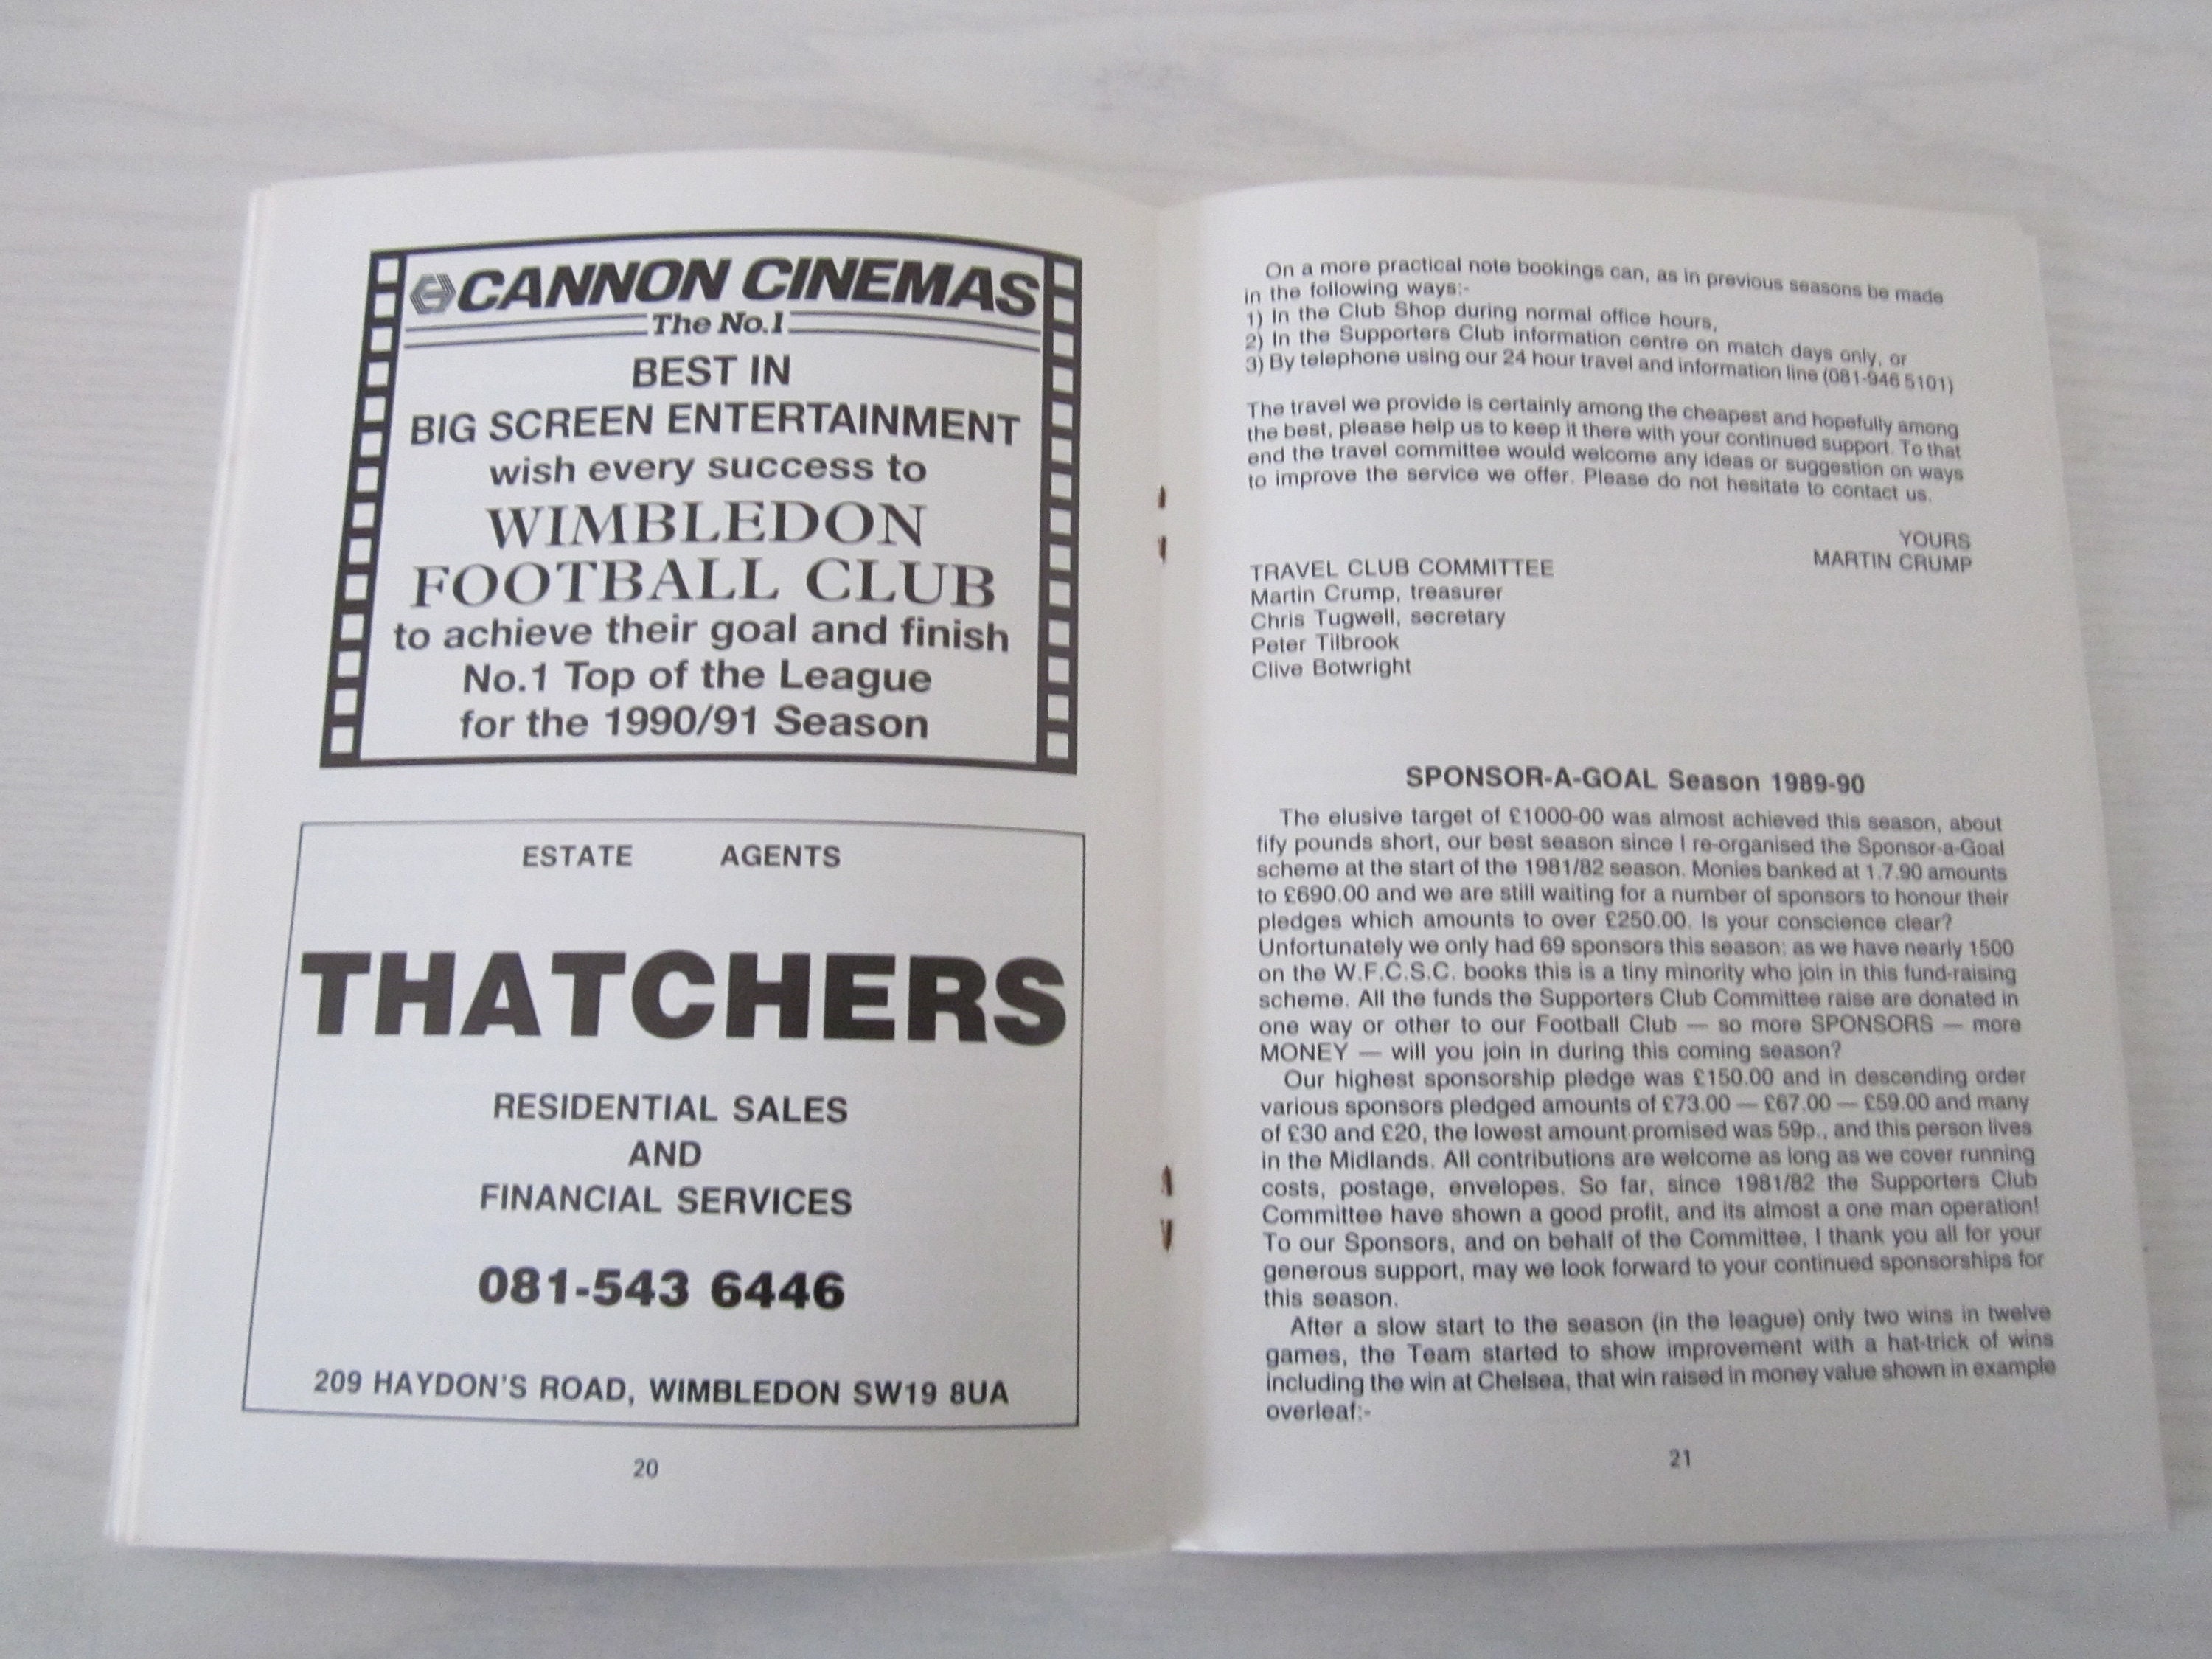 CANNON CINEMAS
The No.1
BEST IN
BIG SCREEN ENTERTAINMENT
wish every success to
WIMBLEDON
FOOTBALL CLUB
to achieve their goal and finish
No.1 Top of the League
for the 1990/91 Season
ESTATE AGENTS
THATCHERS
RESIDENTIAL SALES
AND
FINANCIAL SERVICES
081-543 6446
209 HAYDON'S ROAD, WIMBLEDON SW19 8UA
20
On a more practical note bookings can, as in previous seasons be made
in the following ways:-
1) In the Club Shop during normal office hours,
2) In the Supporters Club information centre on match days only, or
3) By telephone using our 24 hour travel and information line (081-946 5101)
The travel we provide is certainly among the cheapest and hopefully among
the best, please help us to keep it there with your continued support. To that
end the travel committee would welcome any ideas or suggestion on ways
to improve the service we offer. Please do not hesitate to contact us.
YOURS
MARTIN CRUMP
TRAVEL CLUB COMMITTEE
Martin Crump, treasurer
Chris Tugwell, secretary
Peter Tilbrook
Clive Botwright
SPONSOR-A-GOAL Season 1989-90
The elusive target of £1000-00 was almost achieved this season, about
fify pounds short, our best season since I re-organised the Sponsor-a-Goal
scheme at the start of the 1981/82 season. Monies banked at 1.7.90 amounts
to £690.00 and we are still waiting for a number of sponsors to honour their
pledges which amounts to over £250.00. Is your conscience clear?
Unfortunately we only had 69 sponsors this season: as we have nearly 1500
on the W.F.C.S.C. books this is a tiny minority who join in this fund-raising
scheme. All the funds the Supporters Club Committee raise are donated in
one way or other to our Football Club — so more SPONSORS — more
MONEY — will you join in during this coming season?
Our highest sponsorship pledge was £150.00 and in descending order
various sponsors pledged amounts of £73.00 — £67.00 — £59.00 and many
of £30 and £20, the lowest amount promised was 59p., and this person lives
in the Midlands. All contributions are welcome as long as we cover running
costs, postage, envelopes. So far, since 1981/82 the Supporters Club
Committee have shown a good profit, and its almost a one man operation!
To our Sponsors, and on behalf of the Committee, I thank you all for your
generous support, may we look forward to your continued sponsorships for
this season.
After a slow start to the season (in the league) only two wins in twelve
games, the Team started to show improvement with a hat-trick of wins
including the win at Chelsea, that win raised in money value shown in example
overleaf:-
21